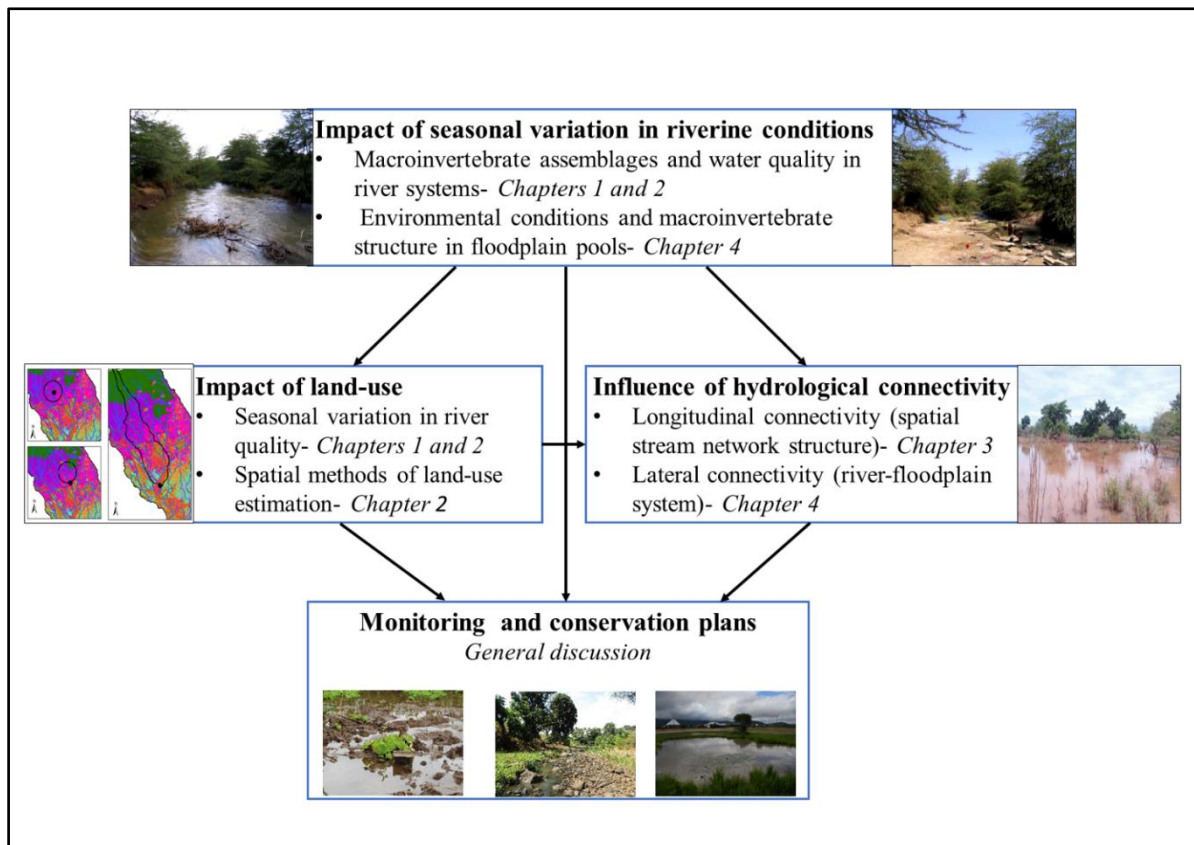 Impact of seasonal variation in riverine conditions
• Macroinvertebrate assemblages and water quality in
river systems- Chapters 1 and 2
• Environmental conditions and macroinvertebrate
structure in floodplain pools- Chapter 4
Impact of land-use
• Seasonal variation in river
quality- Chapters 1 and 2
• Spatial methods of land-use
estimation- Chapter 2
Influence of hydrological connectivity
• Longitudinal connectivity (spatial
stream network structure)- Chapter 3
• Lateral connectivity (river-floodplain
system)- Chapter 4
Monitoring and conservation plans
General discussion